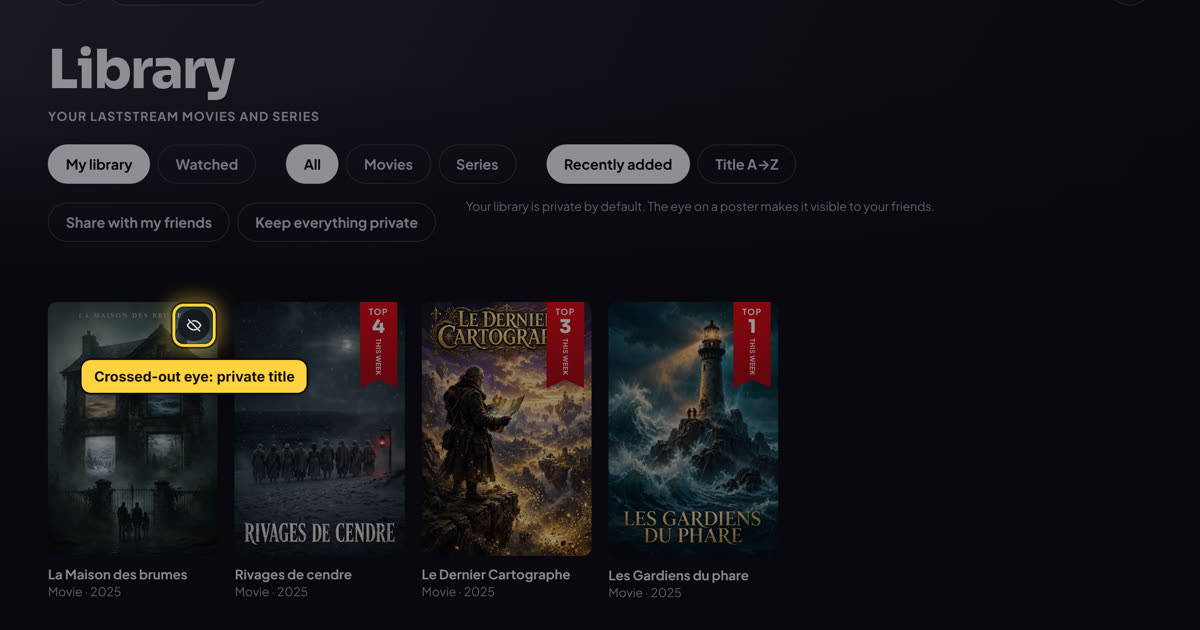 Library
YOUR LASTSTREAM MOVIES AND SERIES
My library
Watched
All
Movies
Series
Recently added
Title A→Z
Share with my friends
Keep everything private
Your library is private by default. The eye on a poster makes it visible to your friends.
LA MAISON DES
Crossed-out eye: private title
TOP
4
THIS WEEK
RIVAGES DE CENDRE
LE DERNIE
CARTOGRAP
TOP
3
THIS WEEK
TOP
1
THIS WEEK
LES GARDIENS
DU PHARE
La Maison des brumes
Movie · 2025
Rivages de cendre
Movie · 2025
Le Dernier Cartographe
Movie · 2025
Les Gardiens du phare
Movie · 2025